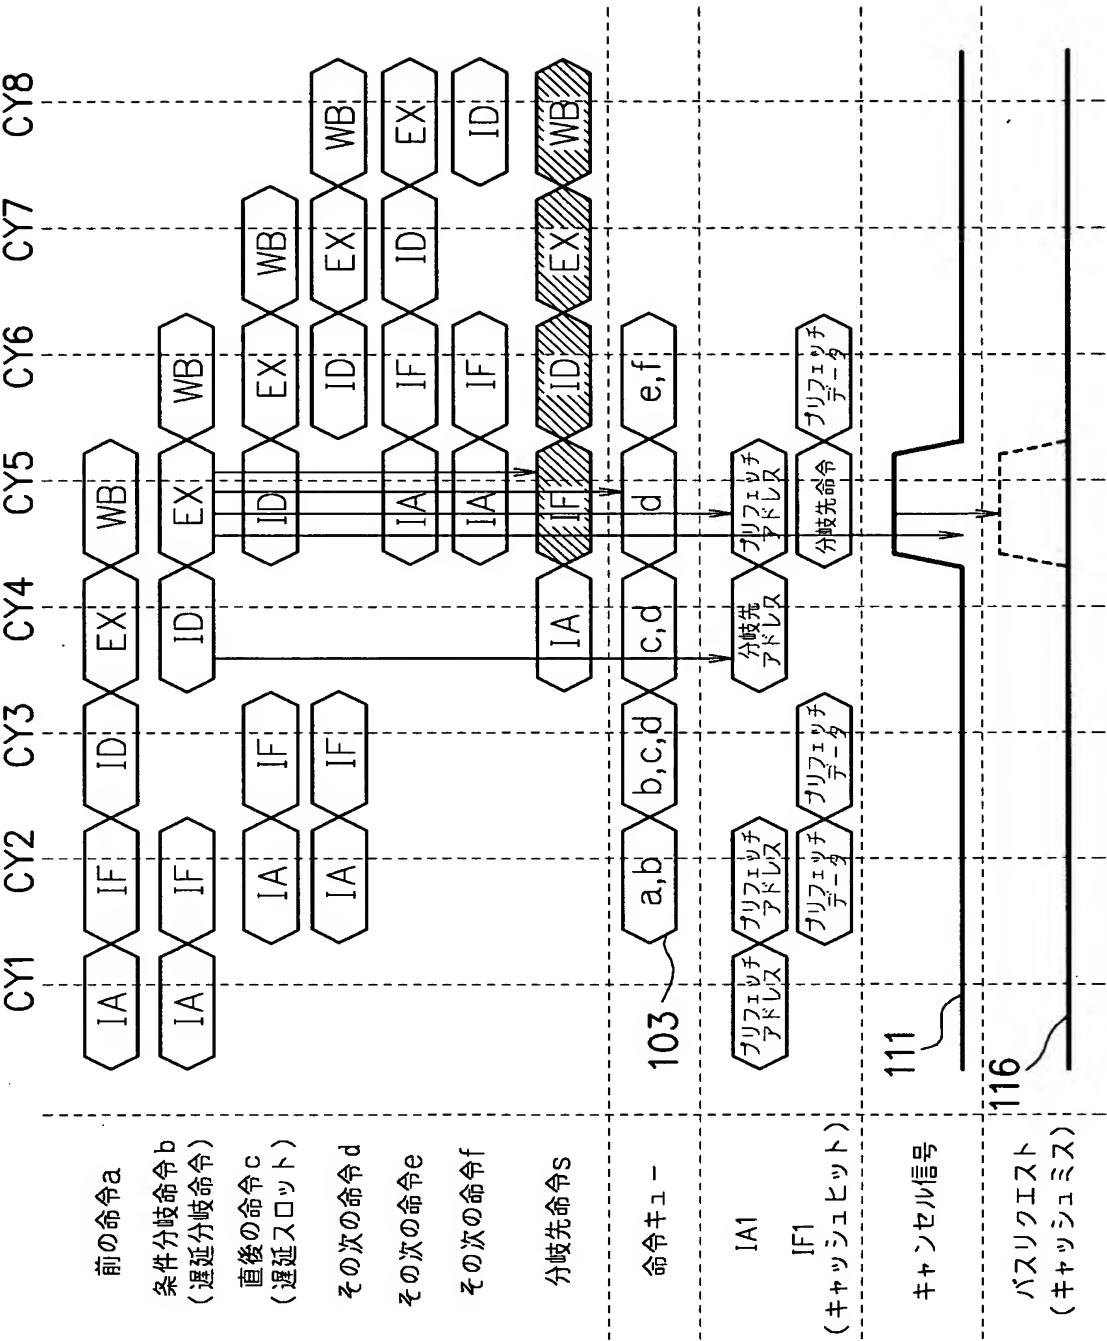 CY1 CY2 CY3 CY4 CY5 CY6 CY7 CY8
前の命令a IA IF ID EX WB
条件分岐命令b
(遅延分岐命令) IA IF ID EX WB
直後の命令c
(遅延スロット) IA IF ID EX WB
その次の命令d IA IF ID EX WB
その次の命令e IA IF ID EX
その次の命令f IA IF ID
分岐先命令s IA IF ID EX WB
命令キュー a,b b,c,d c,d d e,f
103
IA1 プリフェッチ プリフェッチ 分岐先 プリフェッチ
アドレス アドレス アドレス アドレス
IF1
(キャッシュヒット) プリフェッチ プリフェッチ 分岐先命令 プリフェッチ
データ データ データ
キャンセル信号
111
バスリクエスト
(キャッシュミス)
116